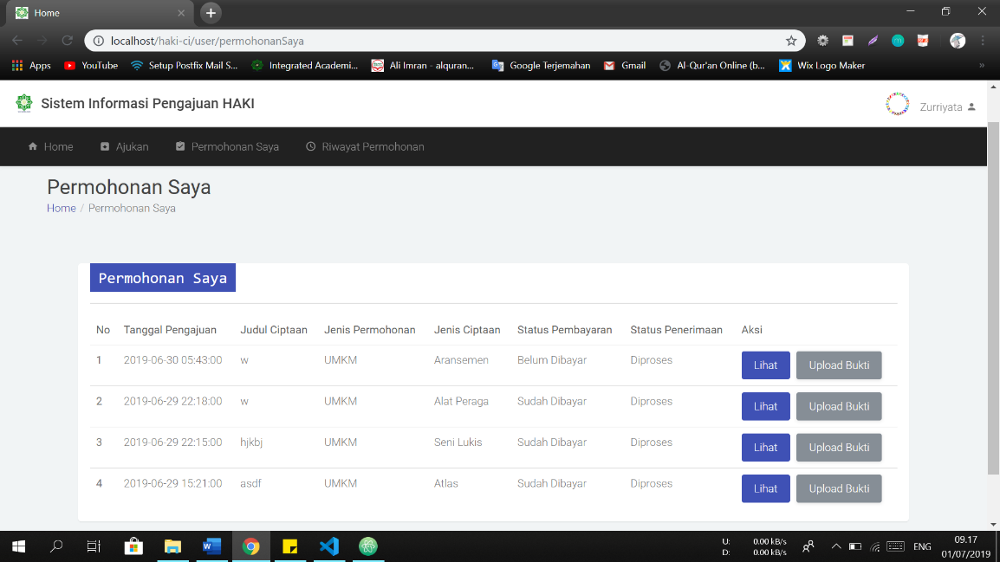 Home
localhost/haki-ci/user/permohonanSaya
Apps YouTube Setup Postfix Mail S... Integrated Academi... Ali Imran - alquran... Google Terjemahan Gmail Al-Qur'an Online (b... Wix Logo Maker »
Sistem Informasi Pengajuan HAKI
Zurriyata
Home Ajukan Permohonan Saya Riwayat Permohonan
Permohonan Saya
Home / Permohonan Saya
Permohonan Saya
No Tanggal Pengajuan Judul Ciptaan Jenis Permohonan Jenis Ciptaan Status Pembayaran Status Penerimaan Aksi
1 2019-06-30 05:43:00 w UMKM Aransemen Belum Dibayar Diproses Lihat Upload Bukti
2 2019-06-29 22:18:00 w UMKM Alat Peraga Sudah Dibayar Diproses Lihat Upload Bukti
3 2019-06-29 22:15:00 hjkbj UMKM Seni Lukis Sudah Dibayar Diproses Lihat Upload Bukti
4 2019-06-29 15:21:00 asdf UMKM Atlas Sudah Dibayar Diproses Lihat Upload Bukti
U: 0.00 kB/s
D: 0.00 kB/s
ENG
09.17
01/07/2019